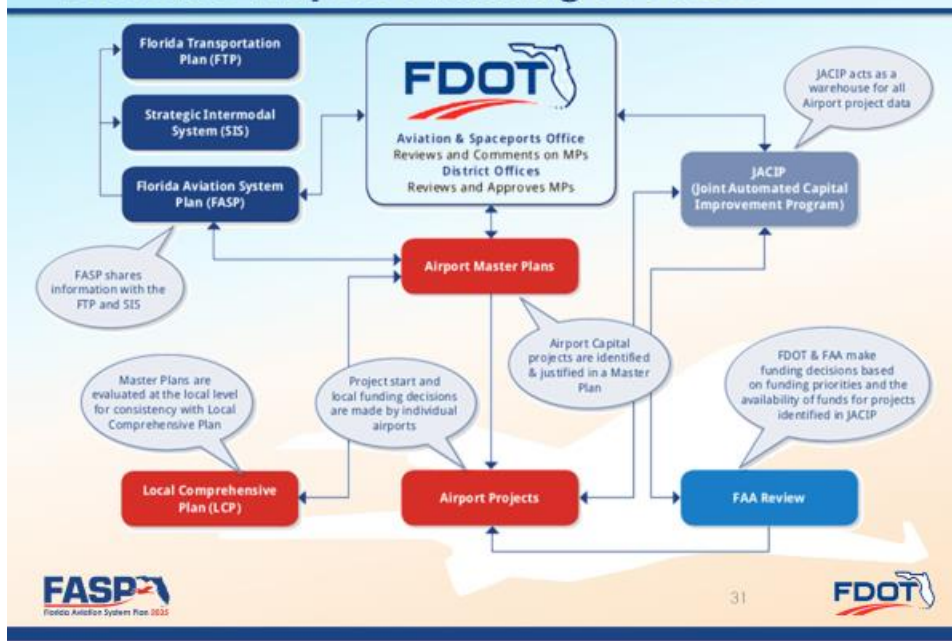 Florida Transportation
Plan (FTP)
Strategic Intermodal
System (SIS)
Florida Aviation System
Plan (FASP)
FDOT
Aviation & Spaceports Office
Reviews and Comments on MPs
District Offices
Reviews and Approves MPs
JACIP acts as a
warehouse for all
Airport project data
JACIP
(Joint Automated Capital
Improvement Program)
FASP shares
information with the
FTP and SIS
Airport Master Plans
Airport Capital
projects are identified
& justified in a Master
Plan
Master Plans are
evaluated at the local level
for consistency with Local
Comprehensive Plan
Project start and
local funding decisions
are made by individual
airports
FDOT & FAA make
funding decisions based
on funding priorities and the
availability of funds for projects
identified in JACIP
Local Comprehensive
Plan (LCP)
Airport Projects
FAA Review
FASP
Florida Aviation System Plan 2035
31
FDOT